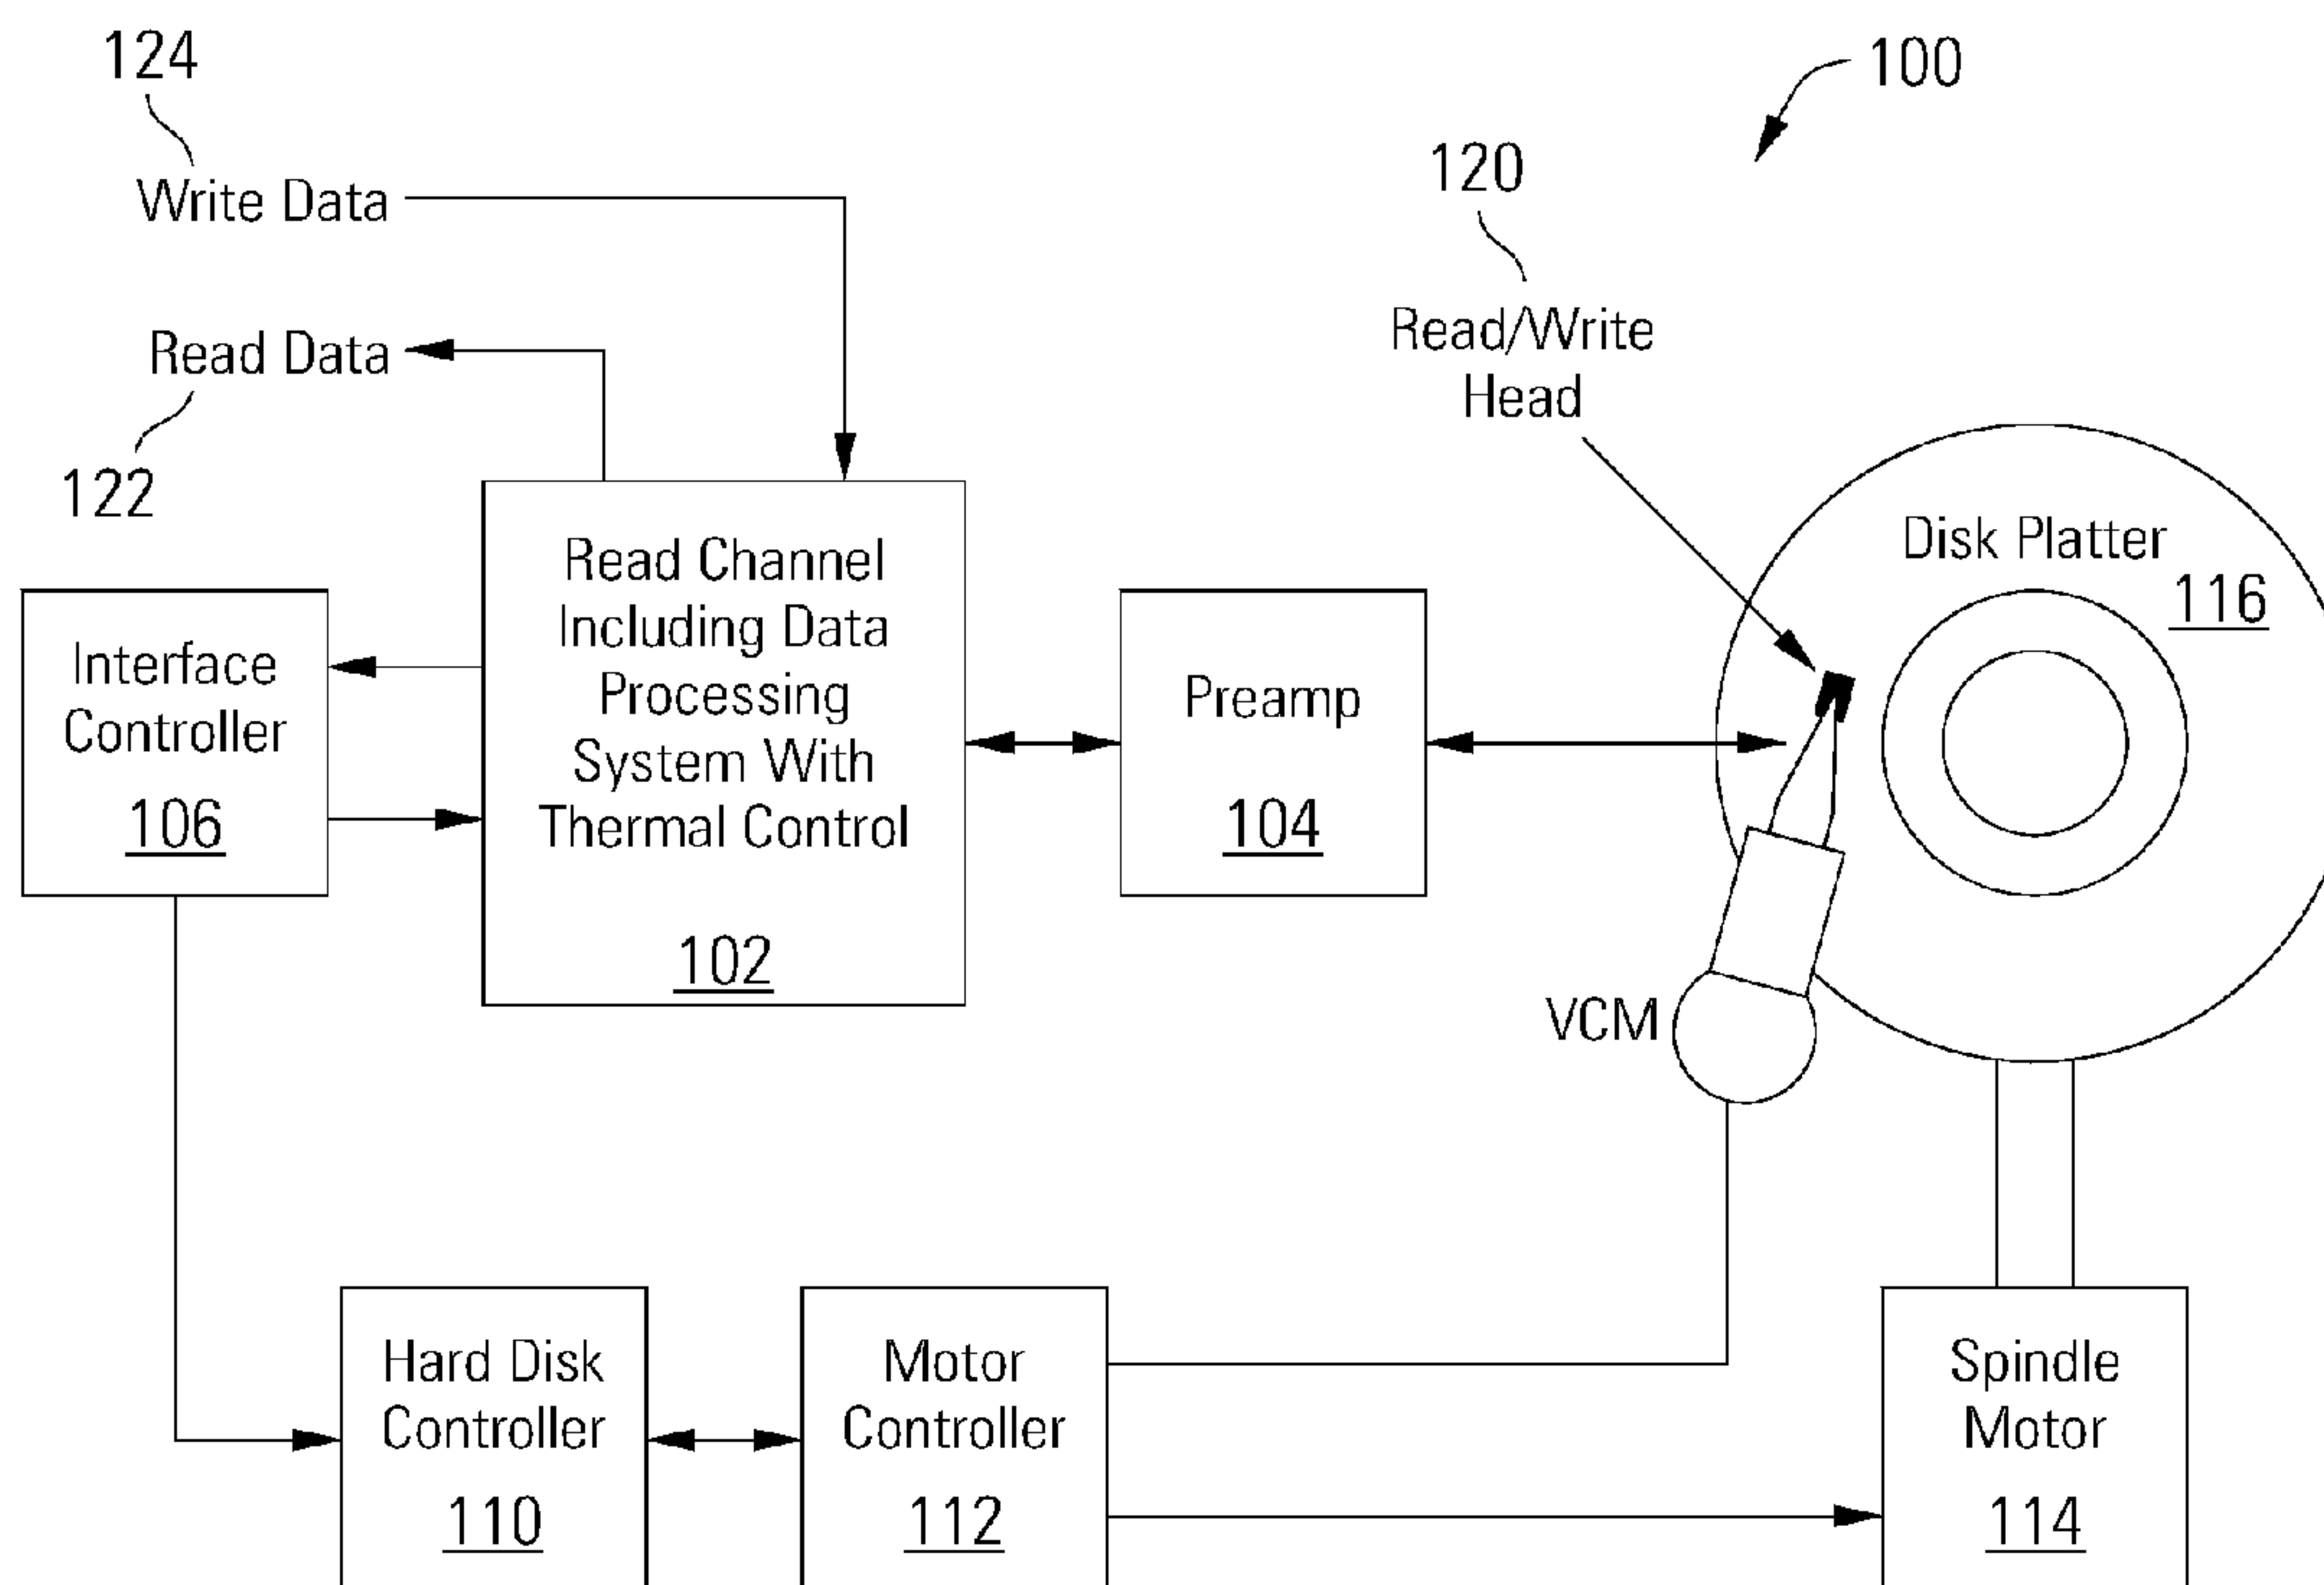 124
100
Write Data
120
Read/Write
Head
Read Data
122
Disk Platter
116
Read Channel
Including Data
Processing
System With
Thermal Control
102
Interface
Controller
106
Preamp
104
VCM
Hard Disk
Controller
110
Motor
Controller
112
Spindle
Motor
114